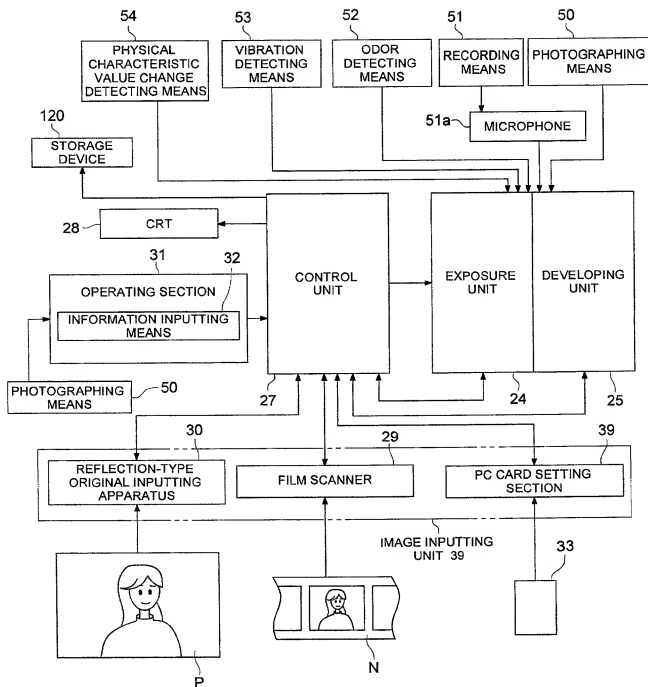 54
53
52
51
50
PHYSICAL
CHARACTERISTIC
VALUE CHANGE
DETECTING MEANS
VIBRATION
DETECTING
MEANS
ODOR
DETECTING
MEANS
RECORDING
MEANS
PHOTOGRAPHING
MEANS
51a
MICROPHONE
120
STORAGE
DEVICE
28
CRT
31
32
OPERATING SECTION
INFORMATION INPUTTING
MEANS
CONTROL
UNIT
EXPOSURE
UNIT
DEVELOPING
UNIT
PHOTOGRAPHING
MEANS
50
27
24
25
30
29
39
REFLECTION-TYPE
ORIGINAL INPUTTING
APPARATUS
FILM SCANNER
PC CARD SETTING
SECTION
IMAGE INPUTTING
UNIT 39
33
P
N